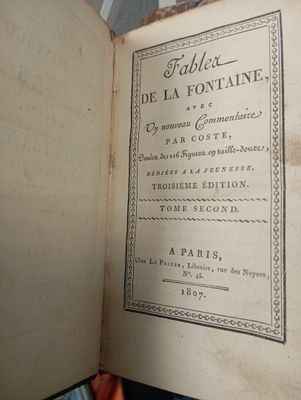 Fables
DE LA FONTAINE,
AVEC
Un nouveau Commentaire
PAR COSTE,
Ornées de 216 Figures en taille-douce,
DÉDIÉES A LA JEUNESSE.
TROISIÈME ÉDITION.
TOME SECOND.
A PARIS,
Chez LE PRIEUR, Libraire, rue des Noyers,
N°. 45.
1807.